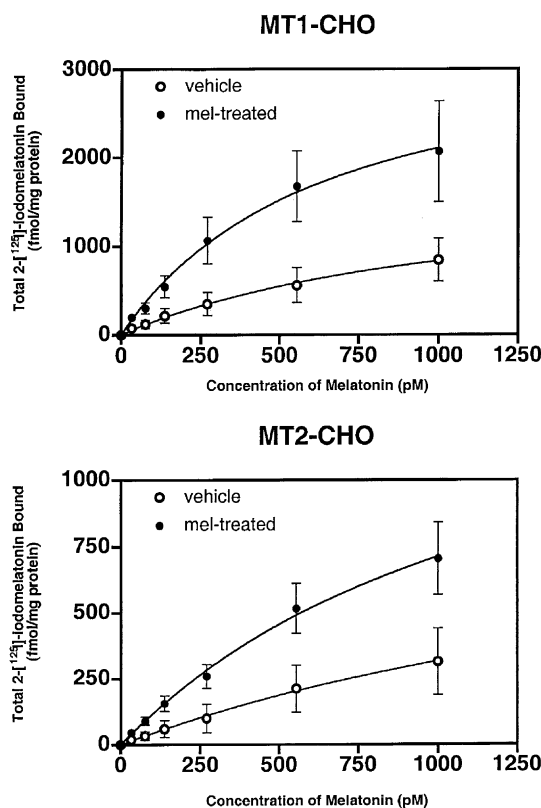 MT1-CHO
3000
2000
1000
0
Total 2-[125I]-Iodomelatonin Bound
(fmol/mg protein)
vehicle
mel-treated
0 250 500 750 1000 1250
Concentration of Melatonin (pM)
MT2-CHO
1000
750
500
250
0
Total 2-[125I]-Iodomelatonin Bound
(fmol/mg protein)
vehicle
mel-treated
0 250 500 750 1000 1250
Concentration of Melatonin (pM)